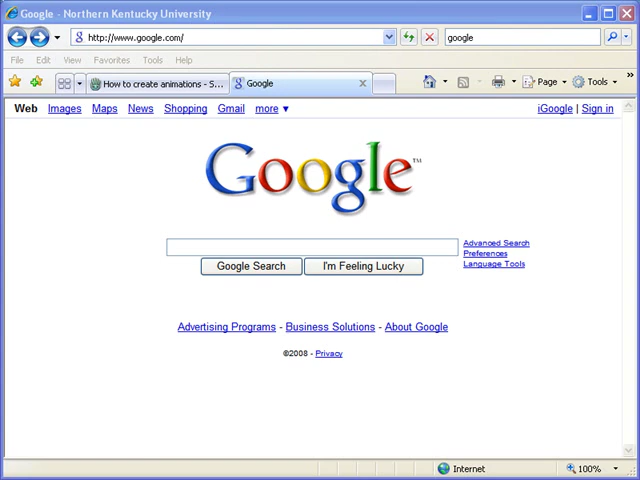 Google - Northern Kentucky University
http://www.google.com/
google
File Edit View Favorites Tools Help
How to create animations - S...
Google
Page
Tools
Web Images Maps News Shopping Gmail more ▼
iGoogle | Sign in
Google™
Advanced Search
Preferences
Language Tools
Google Search
I'm Feeling Lucky
Advertising Programs - Business Solutions - About Google
©2008 - Privacy
Internet
100%